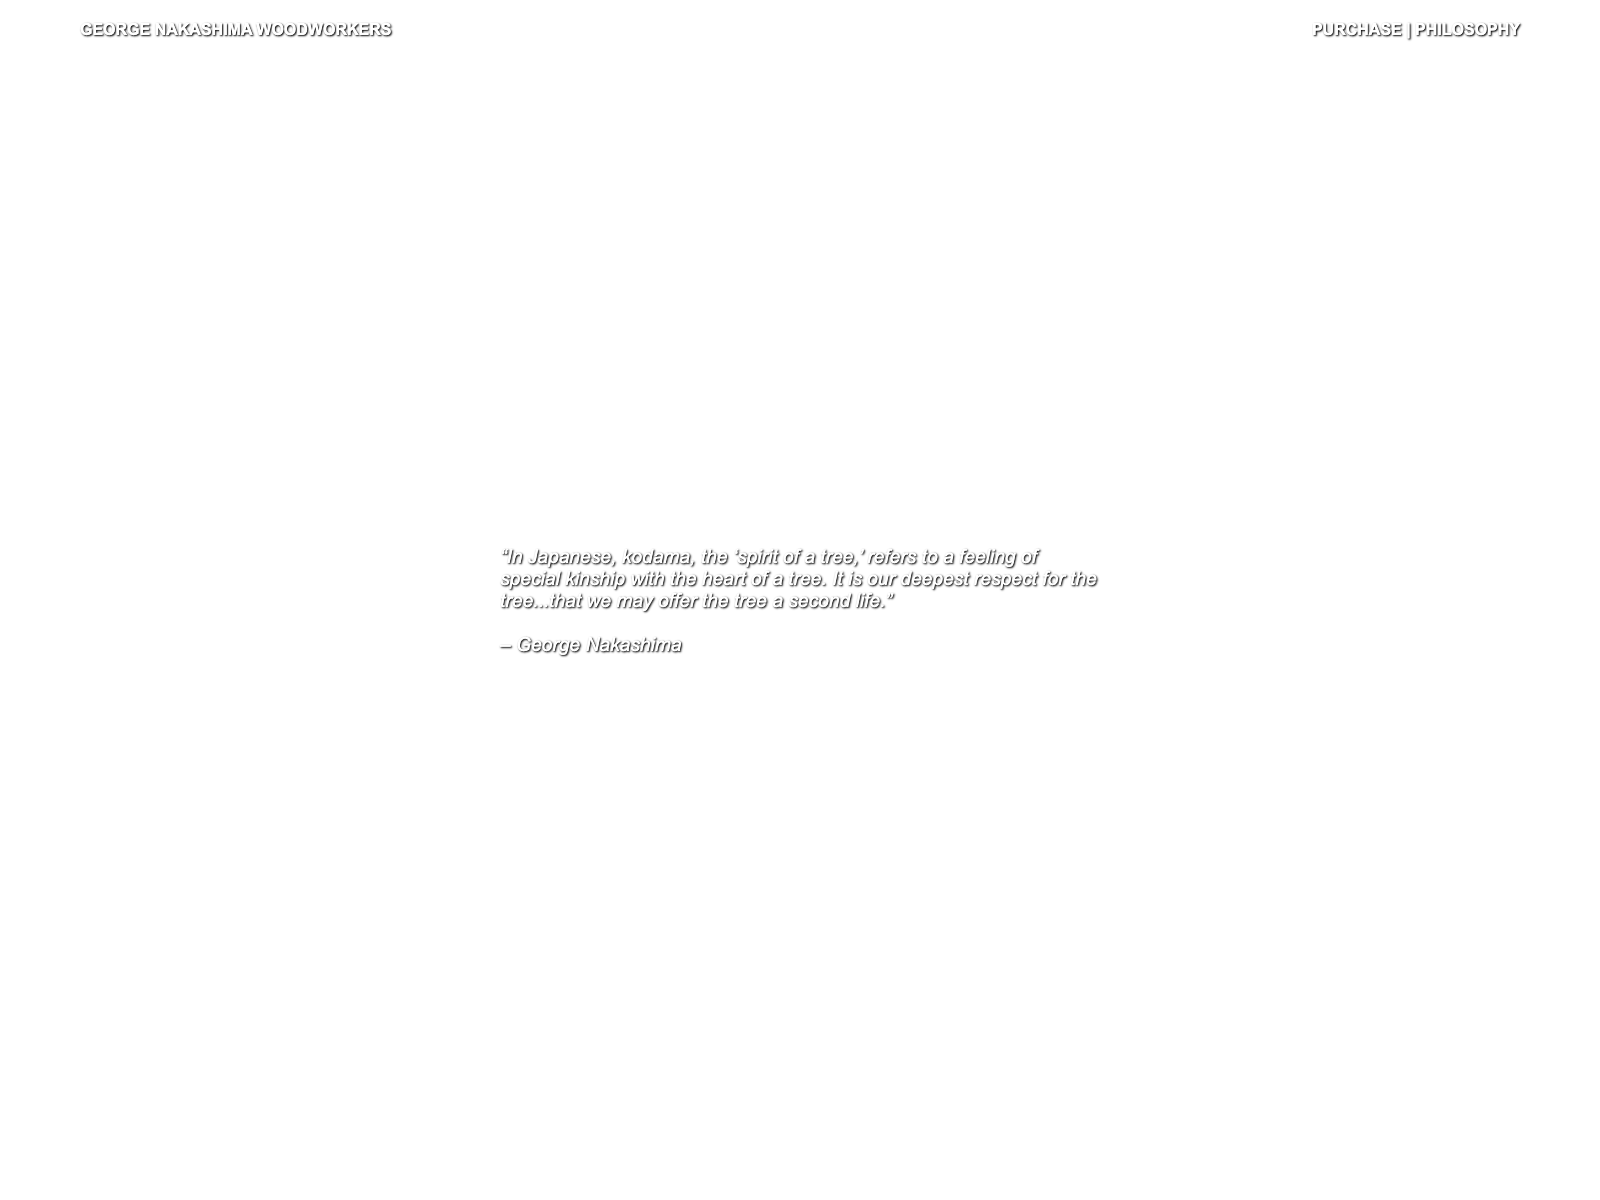 GEORGE NAKASHIMA WOODWORKERS
PURCHASE | PHILOSOPHY
"In Japanese, kodama, the 'spirit of a tree,' refers to a feeling of
special kinship with the heart of a tree. It is our deepest respect for the
tree...that we may offer the tree a second life."
– George Nakashima